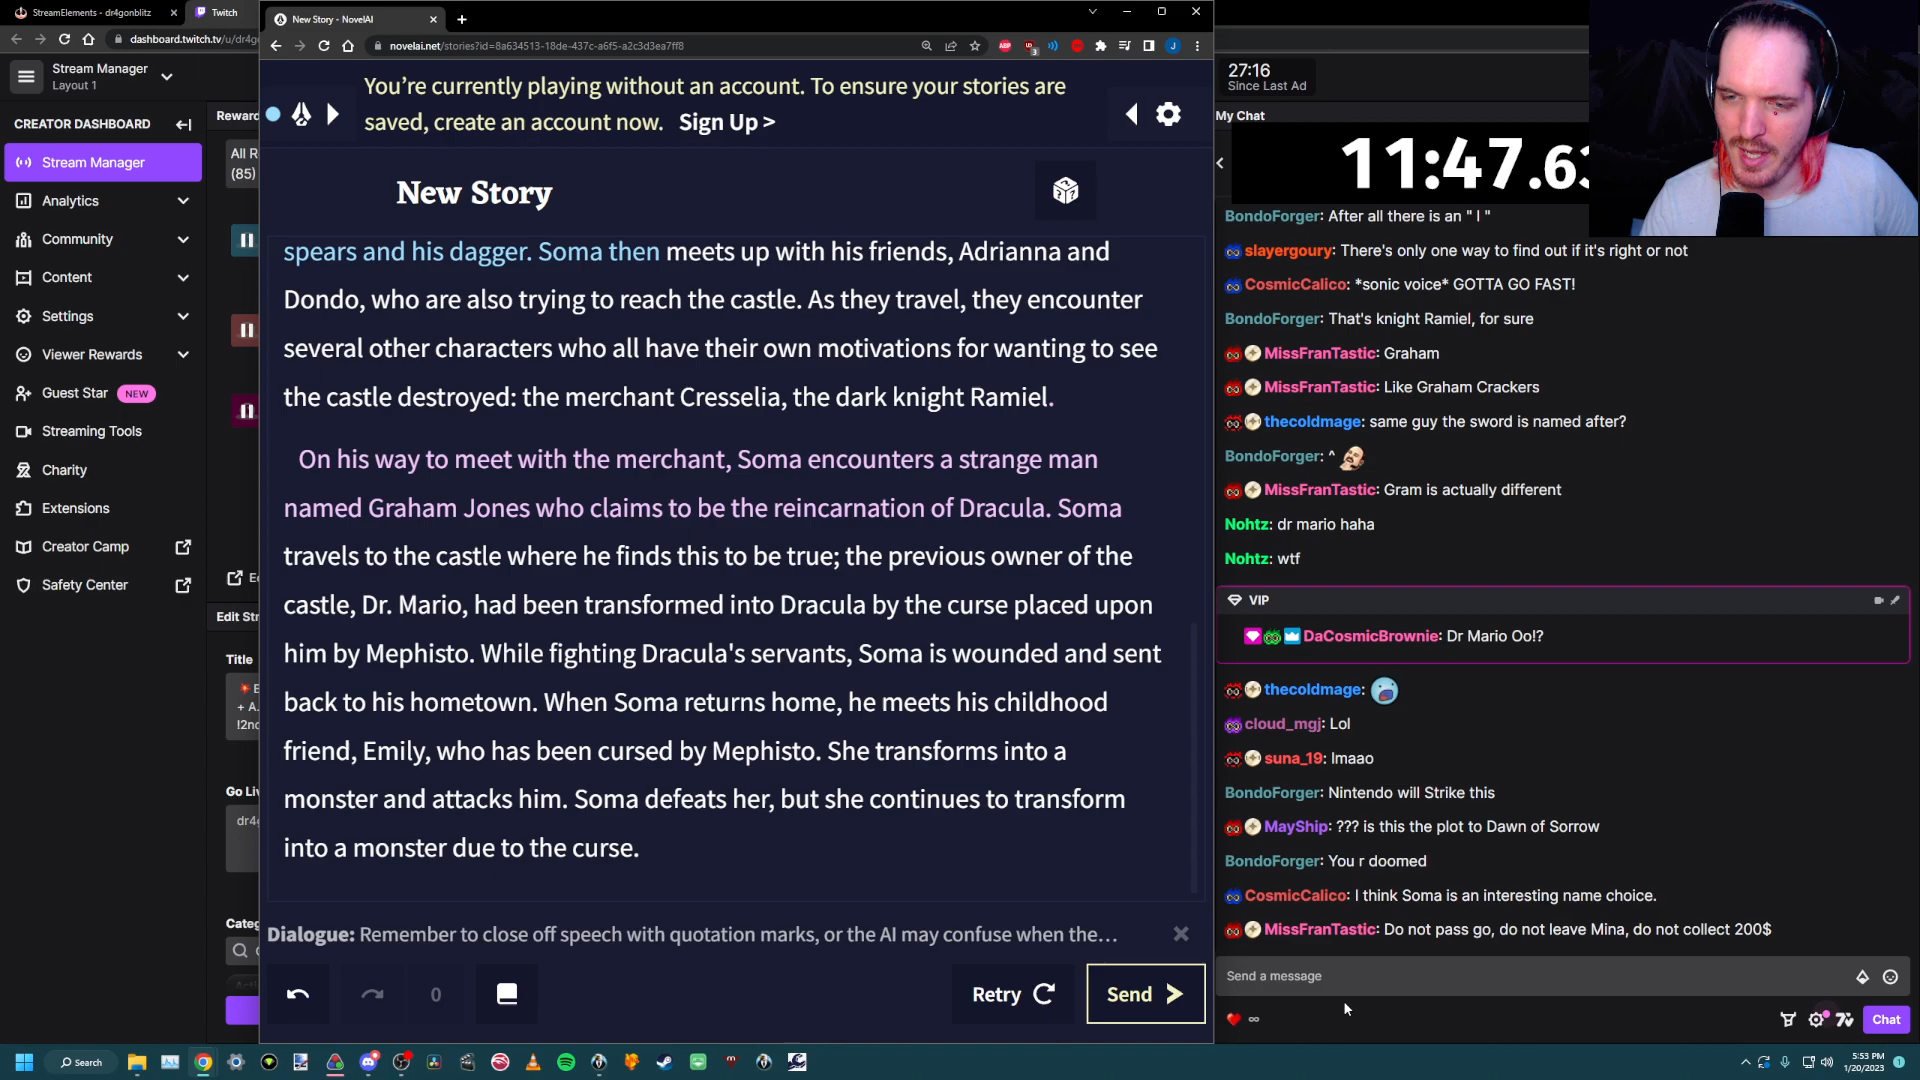 StreamElements - dr4gonblitz
Twitch
New Story - NovelAI
dashboard.twitch.tv/u/dr4g
novelai.net/stories?id=8a634513-18de-437c-a6f5-a2c3d3ea7ff8
Stream Manager
Layout 1
CREATOR DASHBOARD
Stream Manager
Analytics
Community
Content
Settings
Viewer Rewards
Guest Star NEW
Streaming Tools
Charity
Extensions
Creator Camp
Safety Center
Reward
All R
(85)
Edit Str
Title
+ A.
!2nd
Go Liv
dr4g
Categ
You're currently playing without an account. To ensure your stories are
saved, create an account now. Sign Up >
New Story
spears and his dagger. Soma then meets up with his friends, Adrianna and
Dondo, who are also trying to reach the castle. As they travel, they encounter
several other characters who all have their own motivations for wanting to see
the castle destroyed: the merchant Cresselia, the dark knight Ramiel.
On his way to meet with the merchant, Soma encounters a strange man
named Graham Jones who claims to be the reincarnation of Dracula. Soma
travels to the castle where he finds this to be true; the previous owner of the
castle, Dr. Mario, had been transformed into Dracula by the curse placed upon
him by Mephisto. While fighting Dracula's servants, Soma is wounded and sent
back to his hometown. When Soma returns home, he meets his childhood
friend, Emily, who has been cursed by Mephisto. She transforms into a
monster and attacks him. Soma defeats her, but she continues to transform
into a monster due to the curse.
Dialogue: Remember to close off speech with quotation marks, or the AI may confuse when the...
0
Retry
Send
27:16
Since Last Ad
My Chat
11:47.63
BondoForger: After all there is an " I "
slayergoury: There's only one way to find out if it's right or not
CosmicCalico: *sonic voice* GOTTA GO FAST!
BondoForger: That's knight Ramiel, for sure
MissFranTastic: Graham
MissFranTastic: Like Graham Crackers
thecoldmage: same guy the sword is named after?
BondoForger: ^
MissFranTastic: Gram is actually different
Nohtz: dr mario haha
Nohtz: wtf
VIP
DaCosmicBrownie: Dr Mario Oo!?
thecoldmage:
cloud_mgj: Lol
suna_19: lmaao
BondoForger: Nintendo will Strike this
MayShip: ??? is this the plot to Dawn of Sorrow
BondoForger: You r doomed
CosmicCalico: I think Soma is an interesting name choice.
MissFranTastic: Do not pass go, do not leave Mina, do not collect 200$
Send a message
∞
Chat
Search
5:53 PM
1/20/2023